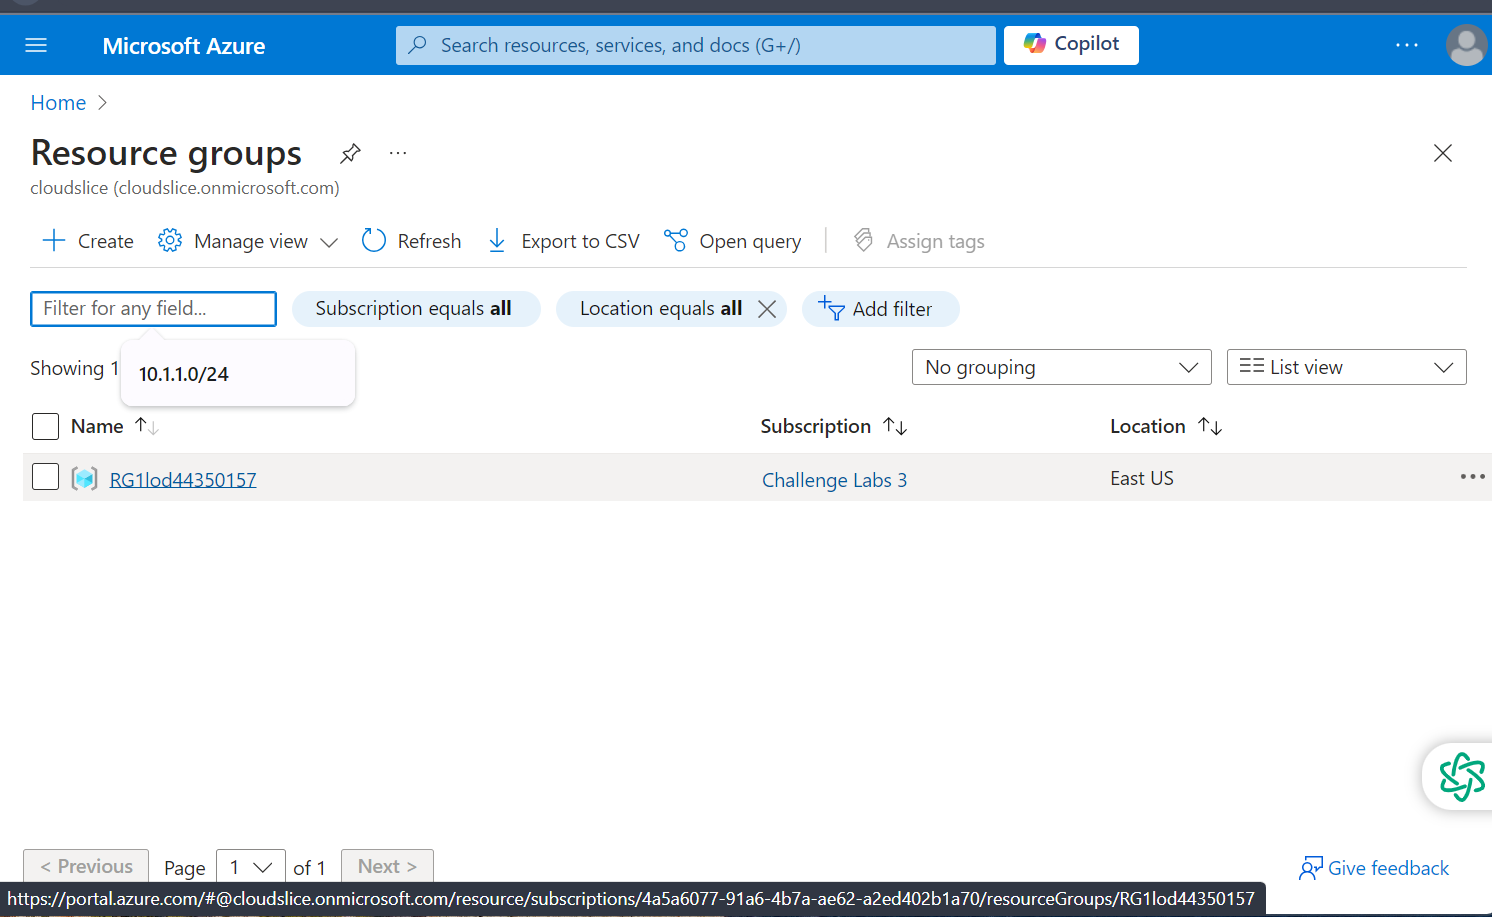 Microsoft Azure
Search resources, services, and docs (G+/)
Copilot
Home
Resource groups
cloudslice (cloudslice.onmicrosoft.com)
Create Manage view Refresh Export to CSV Open query Assign tags
Filter for any field... Subscription equals all Location equals all Add filter
Showing 1
10.1.1.0/24
No grouping
List view
Name Subscription Location
RG1lod44350157 Challenge Labs 3 East US
< Previous Page 1 of 1 Next >
Give feedback
https://portal.azure.com/#@cloudslice.onmicrosoft.com/resource/subscriptions/4a5a6077-91a6-4b7a-ae62-a2ed402b1a70/resourceGroups/RG1lod44350157